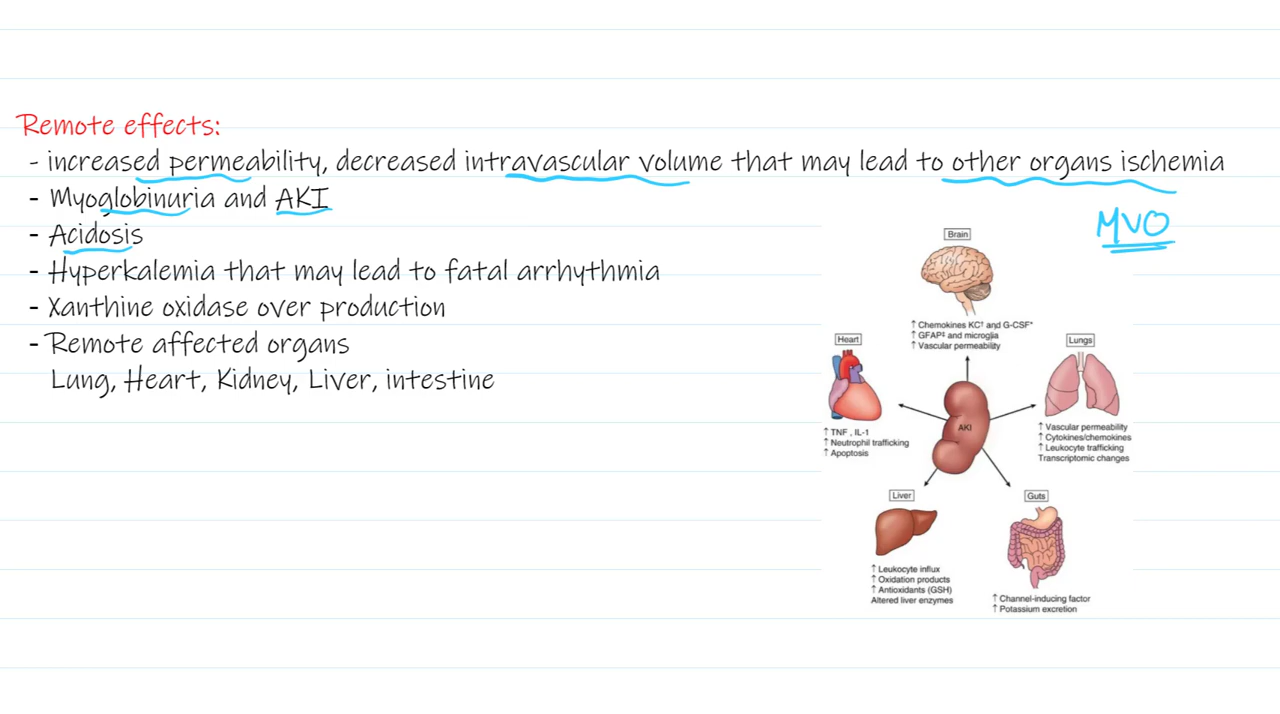 Remote effects:
- increased permeability, decreased intravascular volume that may lead to other organs ischemia
- Myoglobinuria and AKI
- Acidosis
- Hyperkalemia that may lead to fatal arrhythmia
- Xanthine oxidase over production
- Remote affected organs
Lung, Heart, Kidney, Liver, intestine
MVO
Brain
↑ Chemokines KC† and G-CSF*
↑ GFAP‡ and microglia
↑ Vascular permeability
Heart
↑ TNF , IL-1
↑ Neutrophil trafficking
↑ Apoptosis
Lungs
↑ Vascular permeability
↑ Cytokines/chemokines
↑ Leukocyte trafficking
Transcriptomic changes
AKI
Liver
↑ Leukocyte influx
↑ Oxidation products
↑ Antioxidants (GSH)
Altered liver enzymes
Guts
↑ Channel-inducing factor
↑ Potassium excretion